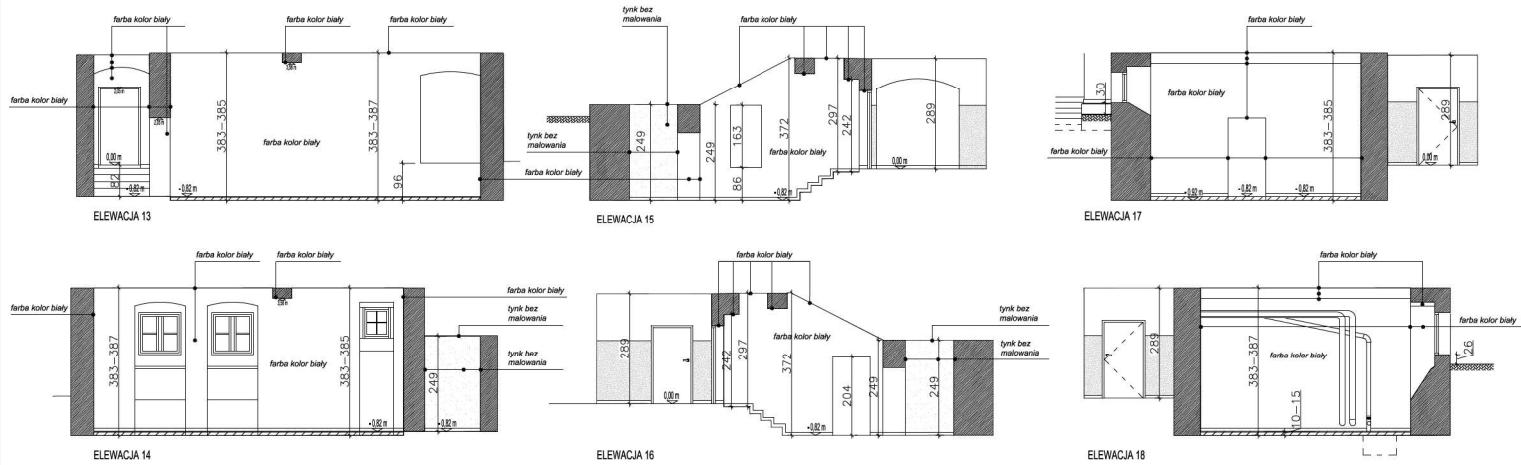 farba kolor biały
farba kolor biały
farba kolor biały
farba kolor biały
farba kolor biały
383-385
383-387
96
82
0,00 m
-0,82 m
-0,82 m
ELEWACJA 13
tynk bez
malowania
farba kolor biały
tynk bez
malowania
farba kolor biały
farba kolor biały
249
249
163
86
372
297
242
289
0,00 m
-0,82 m
ELEWACJA 15
farba kolor biały
farba kolor biały
farba kolor biały
30
383-385
289
0,00 m
-0,92 m
-0,82 m
-0,82 m
ELEWACJA 17
farba kolor biały
farba kolor biały
farba kolor biały
farba kolor biały
farba kolor biały
tynk bez
malowania
tynk bez
malowania
383-387
383-385
249
-0,82 m
-0,82 m
ELEWACJA 14
farba kolor biały
farba kolor biały
tynk bez
malowania
tynk bez
malowania
289
242
297
372
204
249
249
0,00 m
-0,82 m
ELEWACJA 16
farba kolor biały
farba kolor biały
farba kolor biały
289
383-387
10-15
26
ELEWACJA 18